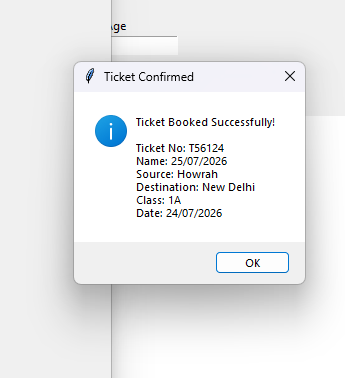 Age
Ticket Confirmed
Ticket Booked Successfully!
Ticket No: T56124
Name: 25/07/2026
Source: Howrah
Destination: New Delhi
Class: 1A
Date: 24/07/2026
OK